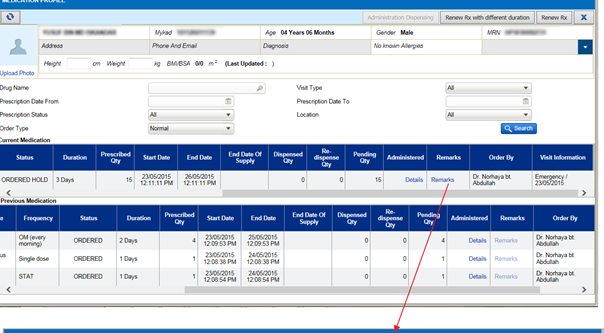 MEDICATION PROFILE
Administration Dispensing Renew Rx with different duration Renew Rx X
Mykad Age 04 Years 06 Months Gender Male MRN
Address Phone And Email Diagnosis No known Allergies
Height cm Weight kg BMI/BSA 0/0 m2 (Last Updated : )
Upload Photo
Drug Name Visit Type All
Prescription Date From Prescription Date To
Prescription Status All Location All
Order Type Normal Search
Current Medication
Status Duration Prescribed Qty Start Date End Date End Date Of Supply Dispensed Qty Re-dispense Qty Pending Qty Administered Remarks Order By Visit Information
ORDERED HOLD 3 Days 15 23/05/2015 12:11:11 PM 26/05/2015 12:11:11 PM 0 0 15 Details Remarks Dr. Norhaya bt. Abdullah Emergency / 23/05/2015
Previous Medication
Frequency Status Duration Prescribed Qty Start Date End Date End Date Of Supply Dispensed Qty Re-dispense Qty Pending Qty Administered Remarks Order By
OM (every morning) ORDERED 2 Days 4 23/05/2015 12:09:53 PM 25/05/2015 12:09:53 PM 0 0 4 Details Remarks Dr. Norhaya bt. Abdullah
Single dose ORDERED 1 Days 1 23/05/2015 12:08:38 PM 24/05/2015 12:08:38 PM 0 0 1 Details Remarks Dr. Norhaya bt. Abdullah
STAT ORDERED 1 Days 1 23/05/2015 12:08:54 PM 24/05/2015 12:08:54 PM 0 0 1 Details Remarks Dr. Norhaya bt. Abdullah